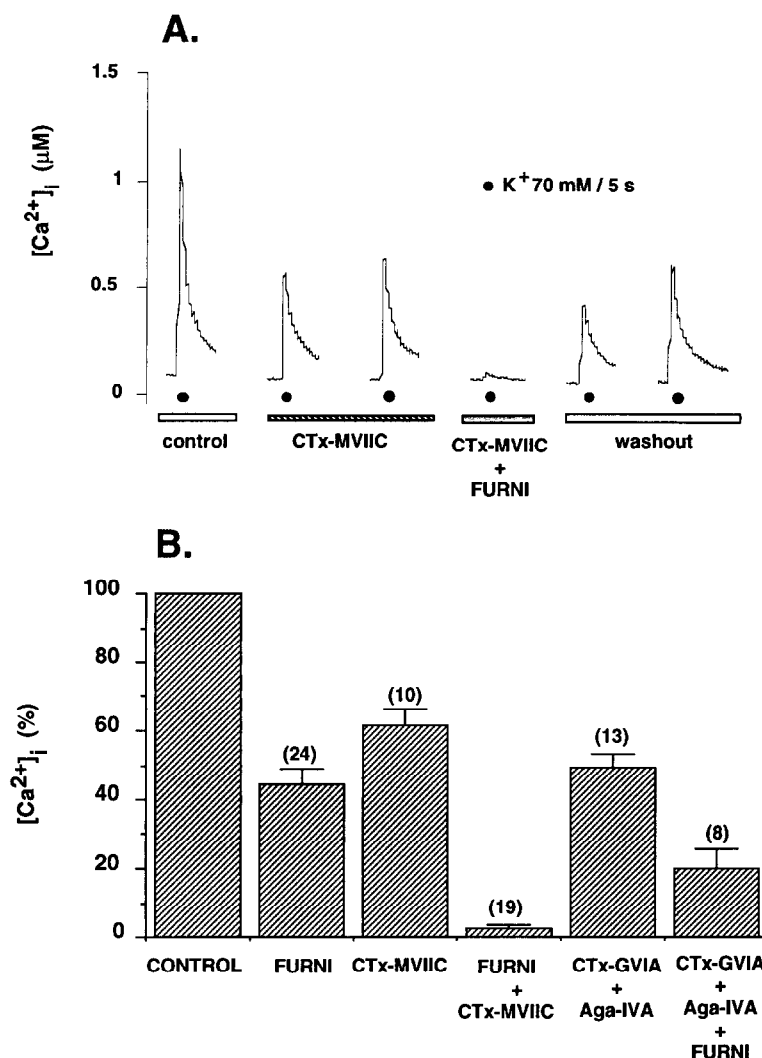 A.
1.5
1
0.5
0
[Ca2+]i (μM)
● K+ 70 mM / 5 s
control
CTx-MVIIC
CTx-MVIIC
+
FURNI
washout
B.
100
80
60
40
20
0
[Ca2+]i (%)
(24)
(10)
(19)
(13)
(8)
CONTROL
FURNI
CTx-MVIIC
FURNI
+
CTx-MVIIC
CTx-GVIA
+
Aga-IVA
CTx-GVIA
+
Aga-IVA
+
FURNI